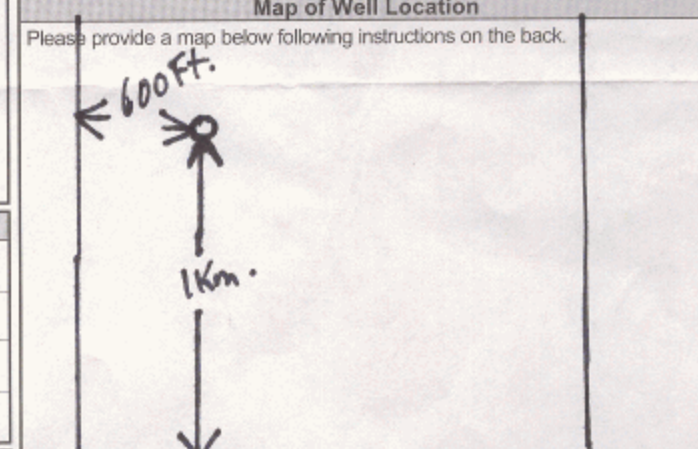 Map of Well Location
Please provide a map below following instructions on the back.
600 Ft.
1 Km.